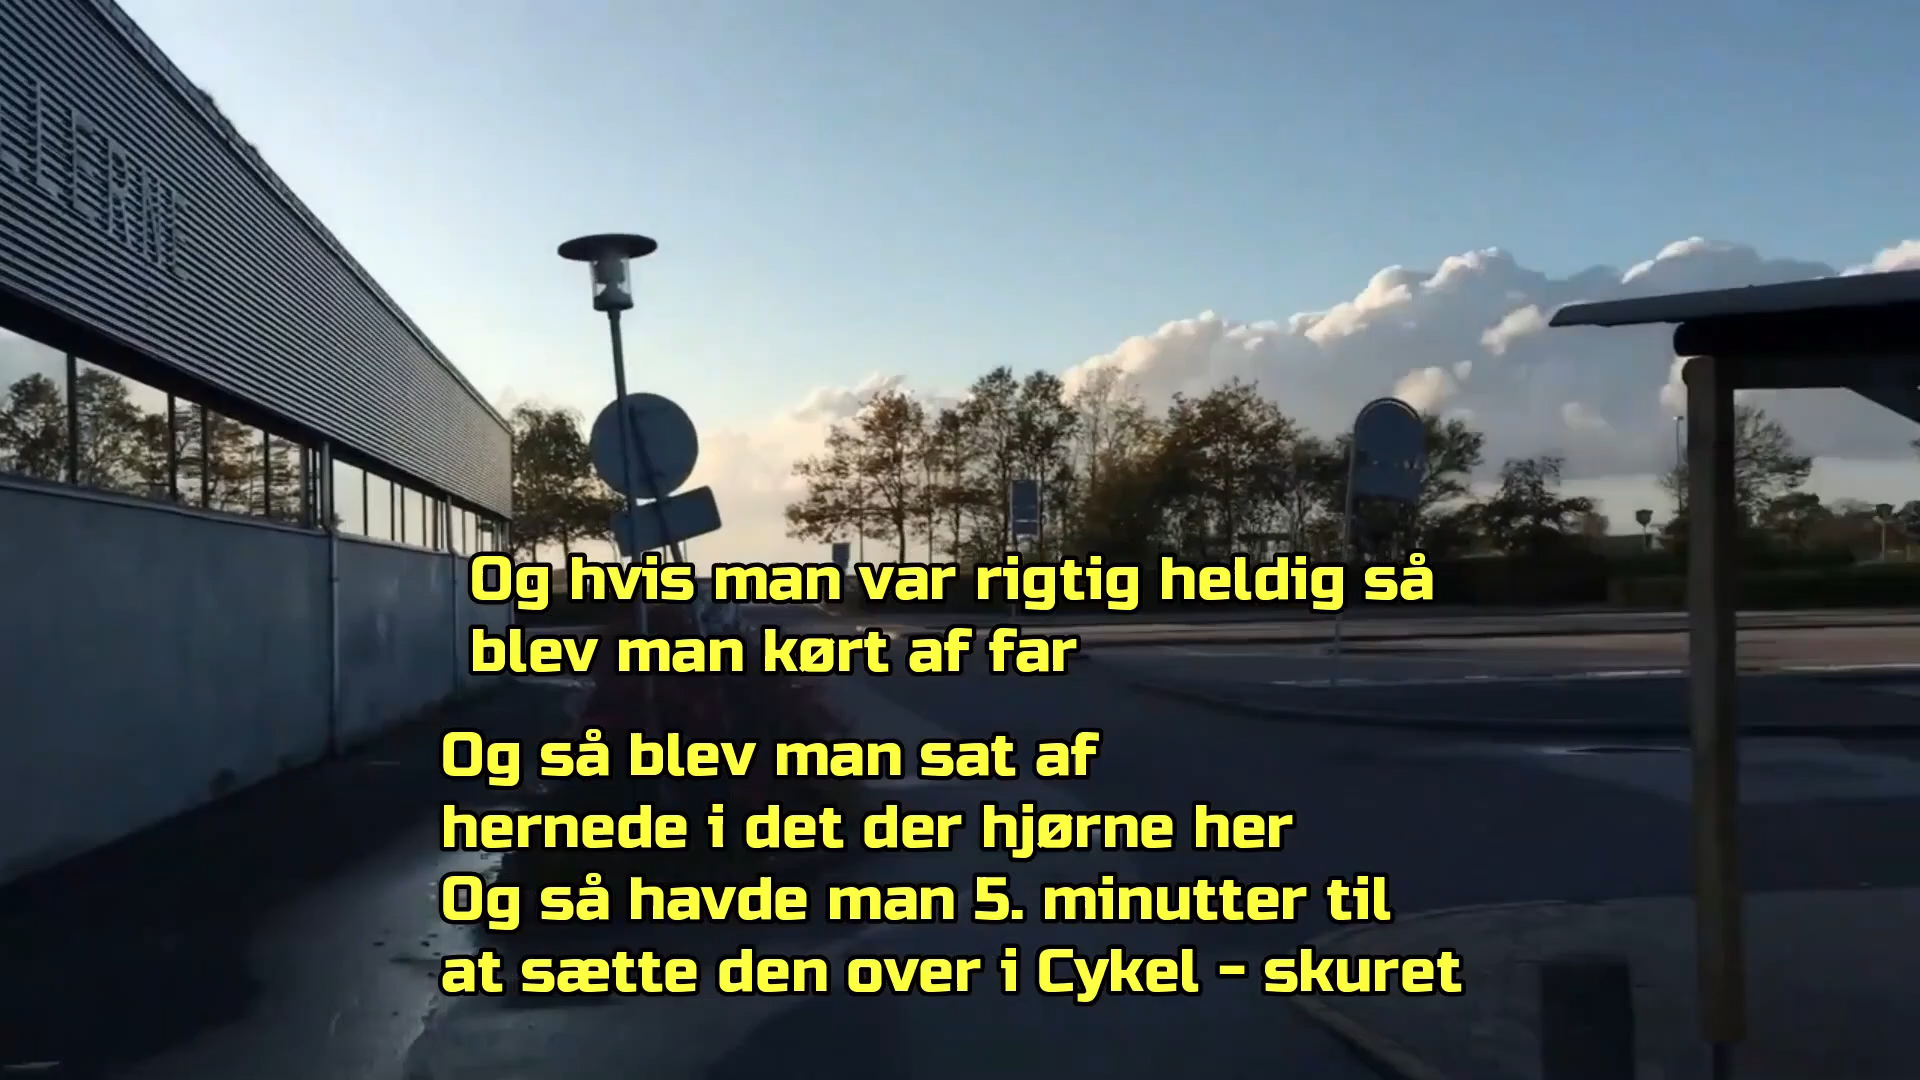 LERNE
Og hvis man var rigtig heldig så
blev man kørt af far
Og så blev man sat af
hernede i det der hjørne her
Og så havde man 5. minutter til
at sætte den over i Cykel - skuret